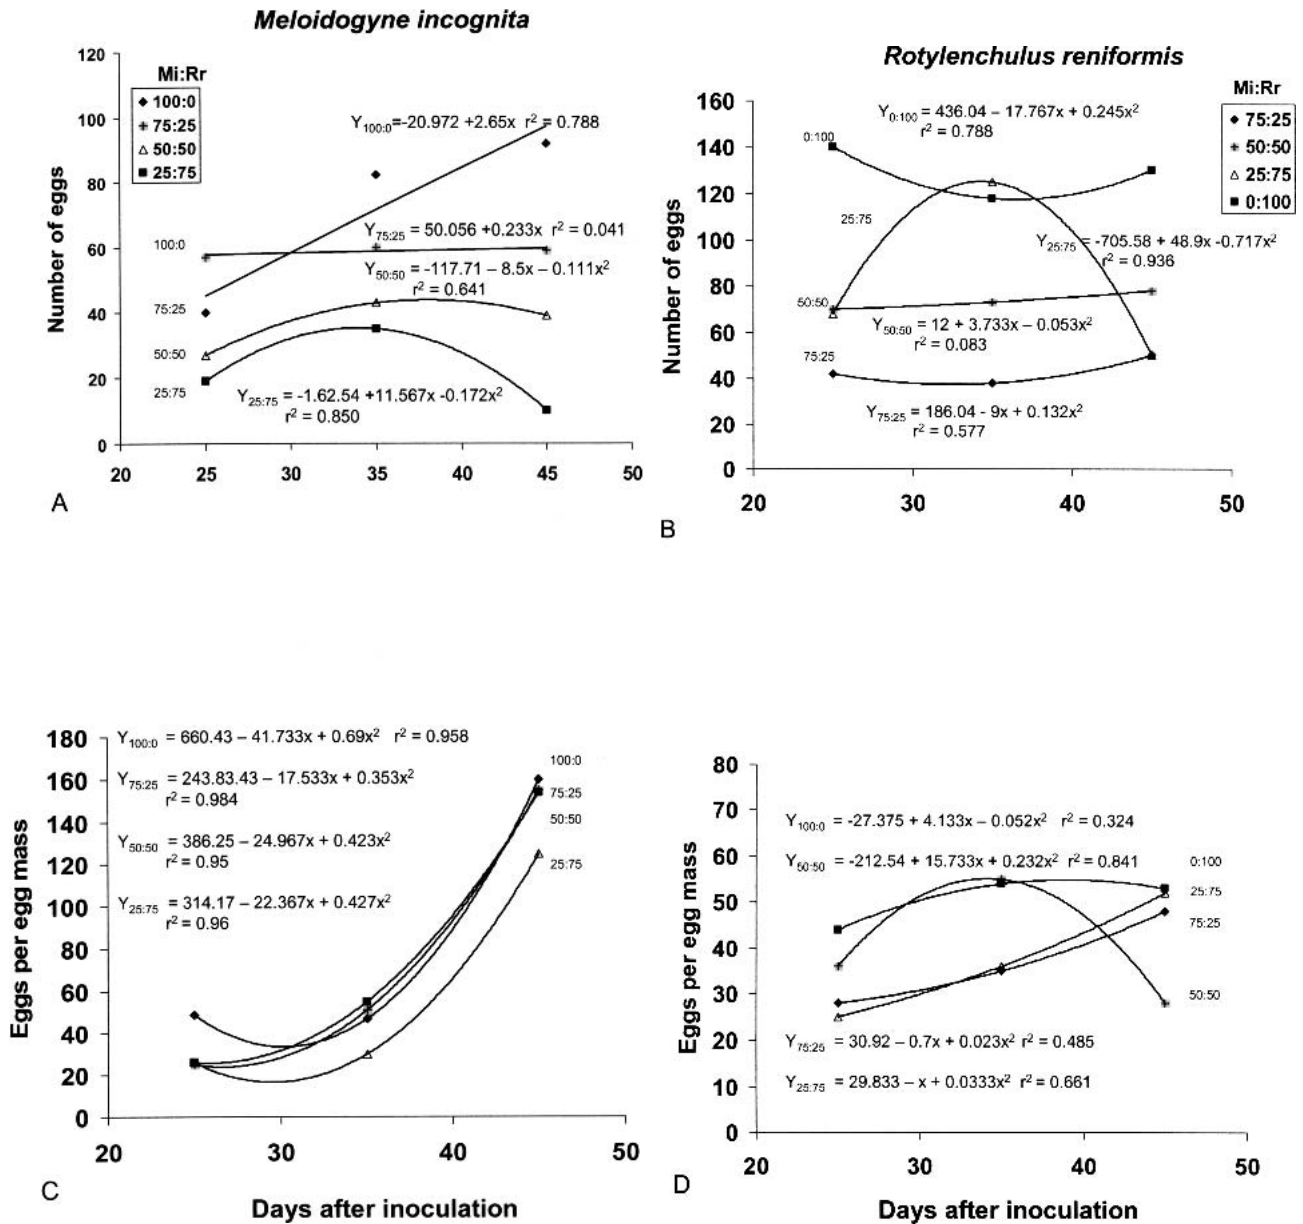 Meloidogyne incognita
Mi:Rr
100:0
75:25
50:50
25:75
Number of eggs
120
100
80
60
40
20
0
20
25
30
35
40
45
50
100:0
75:25
50:50
25:75
Y100:0=-20.972 +2.65x r² = 0.788
Y75:25 = 50.056 +0.233x r² = 0.041
Y50:50 = -117.71 – 8.5x – 0.111x²
r² = 0.641
Y25:75 = -1.62.54 +11.567x -0.172x²
r² = 0.850
A
Rotylenchulus reniformis
Mi:Rr
75:25
50:50
25:75
0:100
Number of eggs
160
140
120
100
80
60
40
20
0
20
30
40
50
0:100
25:75
50:50
75:25
Y0:100 = 436.04 – 17.767x + 0.245x²
r² = 0.788
Y25:75 = -705.58 + 48.9x -0.717x²
r² = 0.936
Y50:50 = 12 + 3.733x – 0.053x²
r² = 0.083
Y75:25 = 186.04 - 9x + 0.132x²
r² = 0.577
B
Eggs per egg mass
180
160
140
120
100
80
60
40
20
0
20
30
40
50
Y100:0 = 660.43 – 41.733x + 0.69x² r² = 0.958
Y75:25 = 243.83.43 – 17.533x + 0.353x²
r² = 0.984
Y50:50 = 386.25 – 24.967x + 0.423x²
r² = 0.95
Y25:75 = 314.17 – 22.367x + 0.427x²
r² = 0.96
100:0
75:25
50:50
25:75
C
Days after inoculation
Eggs per egg mass
80
70
60
50
40
30
20
10
0
20
30
40
50
Y100:0 = -27.375 + 4.133x – 0.052x² r² = 0.324
Y50:50 = -212.54 + 15.733x + 0.232x² r² = 0.841
0:100
25:75
75:25
50:50
Y75:25 = 30.92 – 0.7x + 0.023x² r² = 0.485
Y25:75 = 29.833 – x + 0.0333x² r² = 0.661
D
Days after inoculation